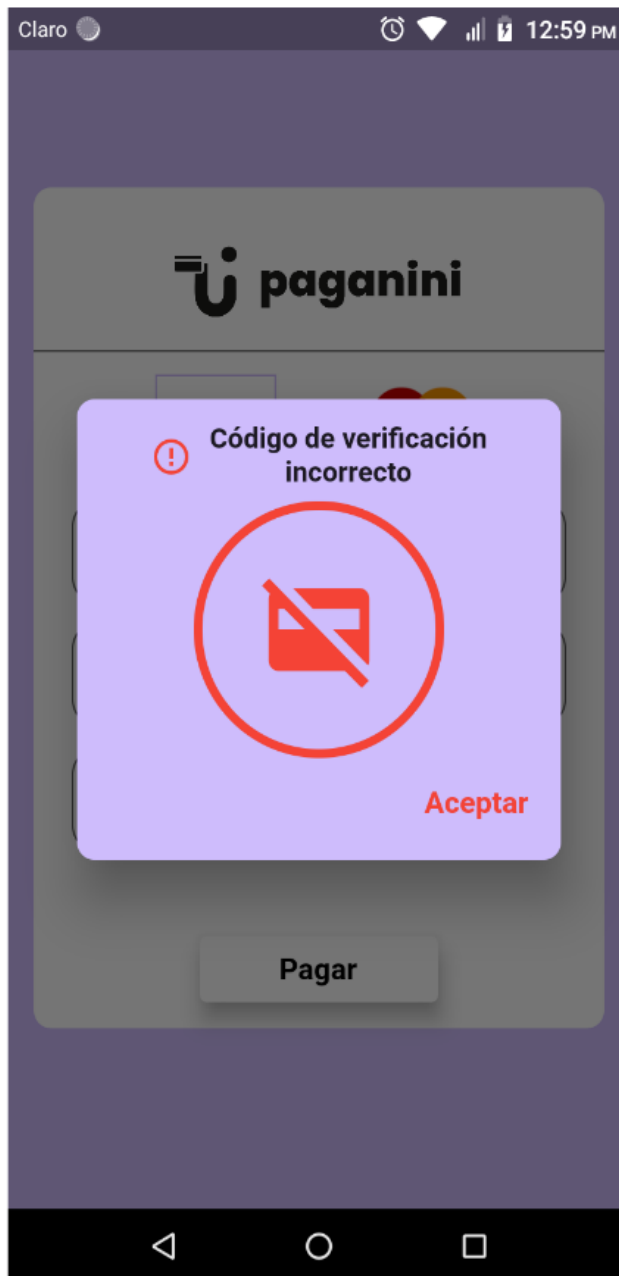 Claro 12:59 PM
paganini
Código de verificación
incorrecto
Aceptar
Pagar